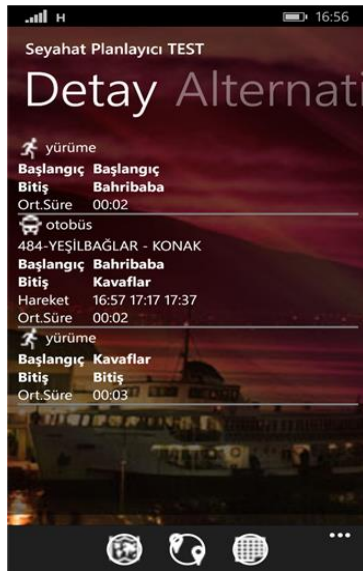 H 16:56
Seyahat Planlayıcı TEST
Detay Alternati
yürüme
Başlangıç Başlangıç
Bitiş Bahribaba
Ort.Süre 00:02
otobüs
484-YEŞİLBAĞLAR - KONAK
Başlangıç Bahribaba
Bitiş Kavaflar
Hareket 16:57 17:17 17:37
Ort.Süre 00:02
yürüme
Başlangıç Kavaflar
Bitiş Bitiş
Ort.Süre 00:03